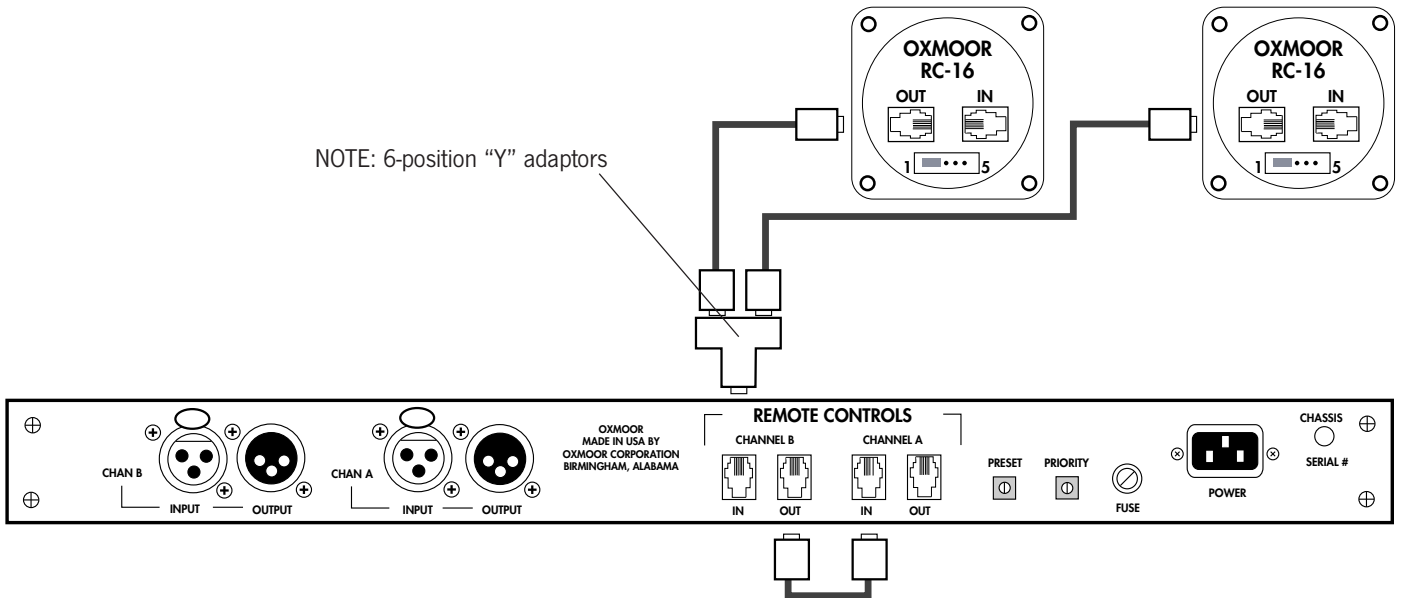 OXMOOR
RC-16
OUT IN
1 5
OXMOOR
RC-16
OUT IN
1 5
NOTE: 6-position “Y” adaptors
REMOTE CONTROLS
CHANNEL B CHANNEL A
IN OUT IN OUT
CHAN B
INPUT OUTPUT
CHAN A
INPUT OUTPUT
OXMOOR
MADE IN USA BY
OXMOOR CORPORATION
BIRMINGHAM, ALABAMA
PRESET PRIORITY
FUSE
POWER
CHASSIS
SERIAL #